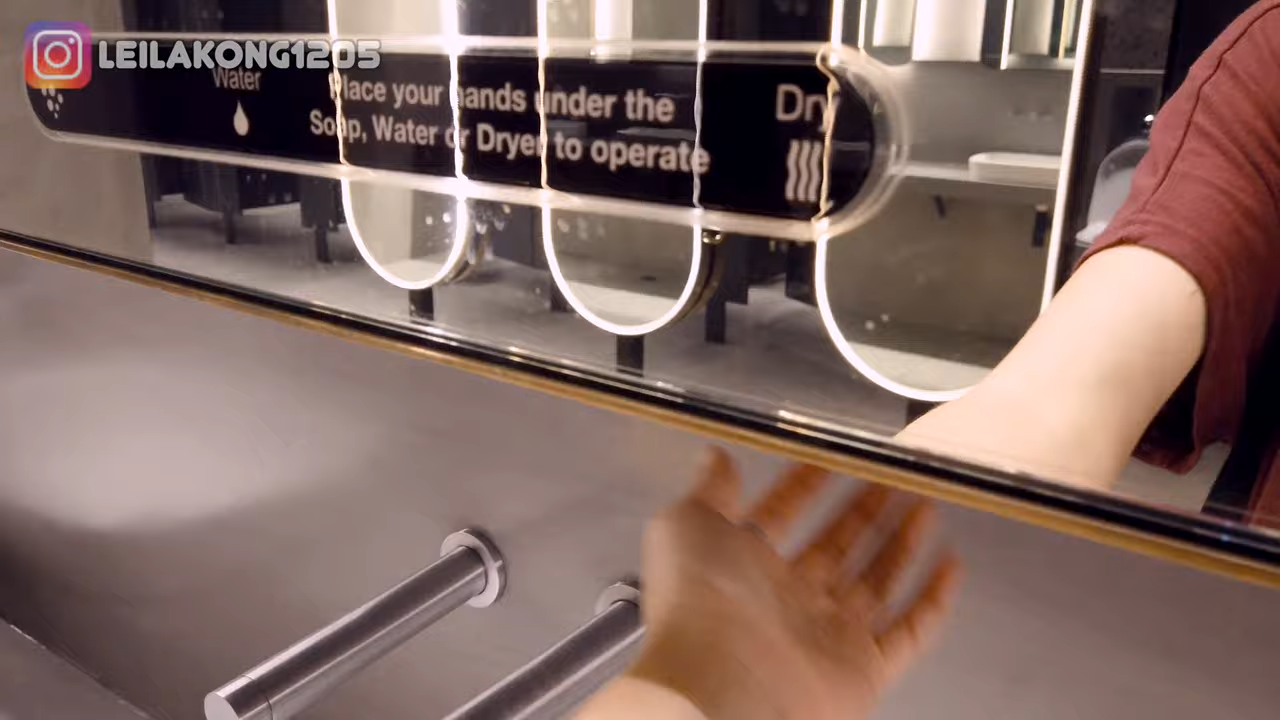 LEILAKONG1205
Water
Place your hands under the
Soap, Water or Dryer to operate
Dry